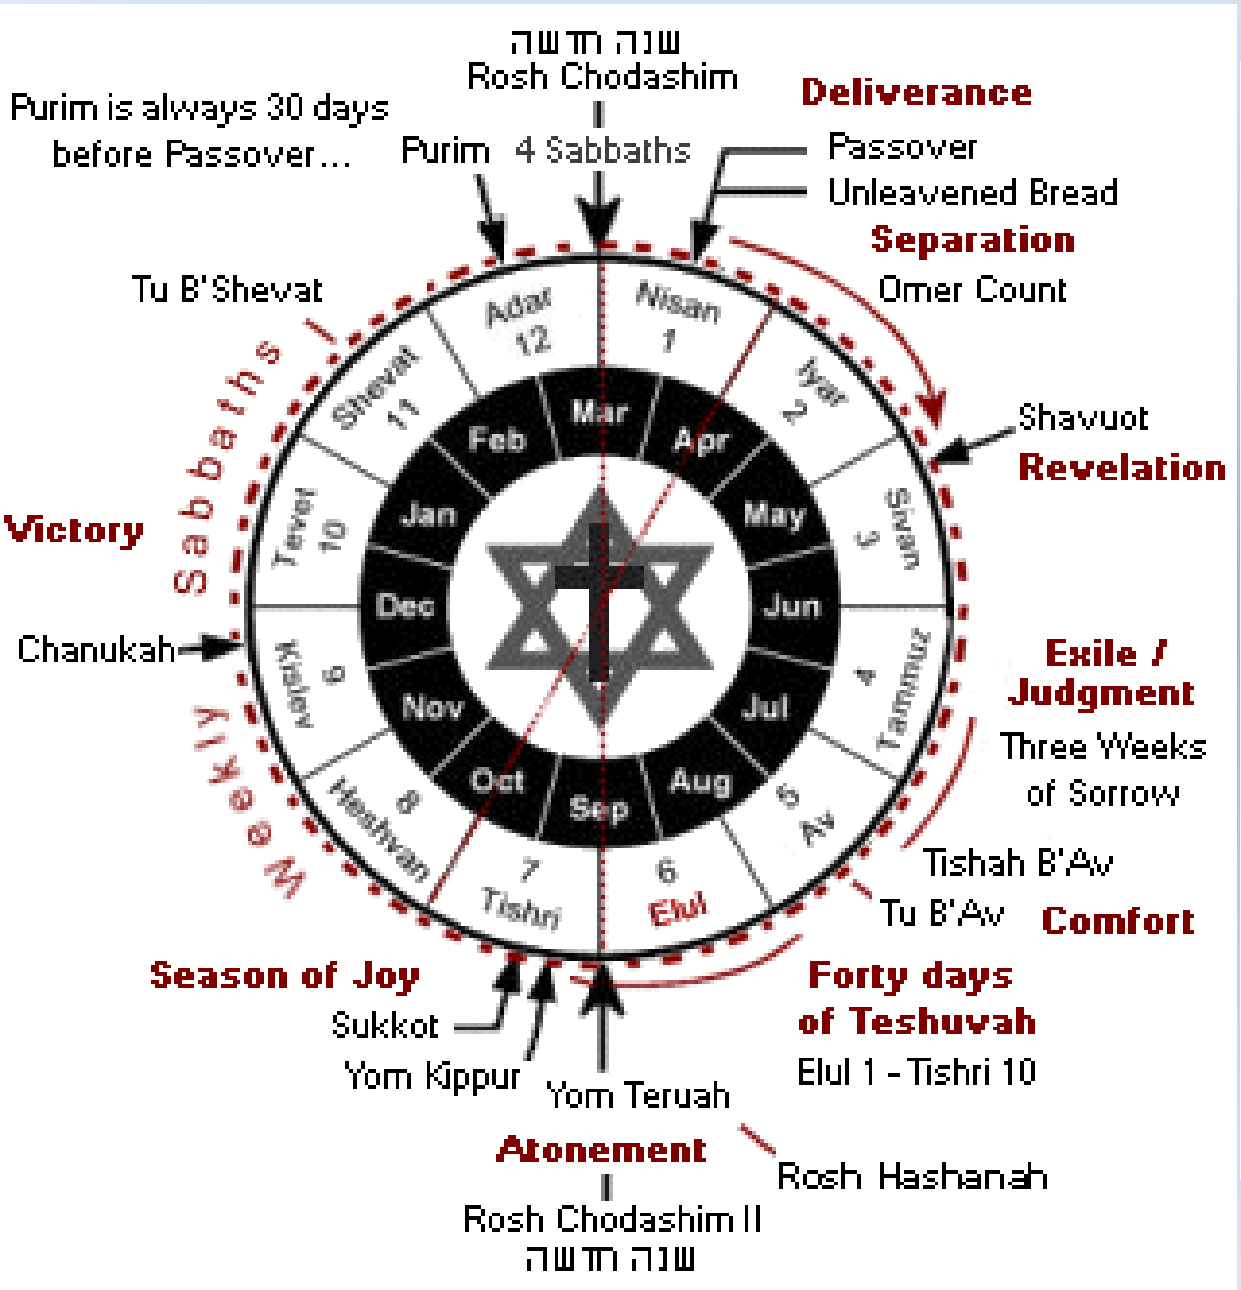 שנה חדשה
Rosh Chodashim
Deliverance
Purim is always 30 days
before Passover...
Purim
4 Sabbaths
Passover
Unleavened Bread
Separation
Omer Count
Tu B'Shevat
Shavuot
Revelation
Weekly Sabbaths
Victory
Chanukah
Exile /
Judgment
Three Weeks
of Sorrow
Tishah B'Av
Tu B'Av
Comfort
Season of Joy
Forty days
of Teshuvah
Elul 1 - Tishri 10
Sukkot
Yom Kippur
Yom Teruah
Atonement
Rosh Hashanah
Rosh Chodashim II
שנה חדשה
Nisan
1
Iyar
2
Sivan
3
Tammuz
4
Av
5
Elul
6
Tishri
7
Heshvan
8
Kislev
9
Tevet
10
Shevat
11
Adar
12
Mar
Apr
May
Jun
Jul
Aug
Sep
Oct
Nov
Dec
Jan
Feb